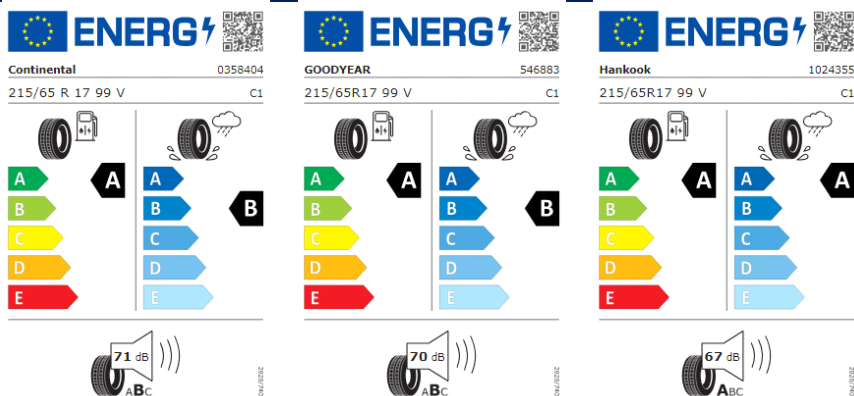 ENERG
Continental 0358404
215/65 R 17 99 V C1
A A A
B B B
C C
D D
E E
71 dB
ABC
2020/740
ENERG
GOODYEAR 546883
215/65R17 99 V C1
A A A
B B B
C C
D D
E E
70 dB
ABC
2020/740
ENERG
Hankook 1024355
215/65R17 99 V C1
A A A A
B B
C C
D D
E E
67 dB
ABC
2020/740